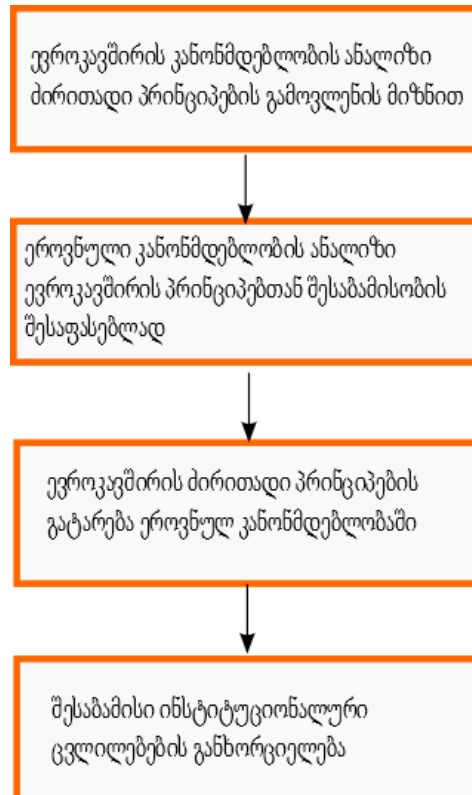 ევროკავშირის კანონმდებლობის ანალიზი
ძირითადი პრინციპების გამოვლენის მიზნით
ეროვნული კანონმდებლობის ანალიზი
ევროკავშირის პრინციპებთან შესაბამისობის
შესაფასებლად
ევროკავშირის ძირითადი პრინციპების
გატარება ეროვნულ კანონმდებლობაში
შესაბამისი ინსტიტუციონალური
ცვლილებების განხორციელება